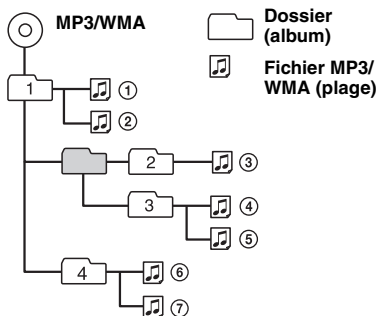 MP3/WMA
Dossier
(album)
Fichier MP3/
WMA (plage)
1
①
②
2
③
3
④
⑤
4
⑥
⑦